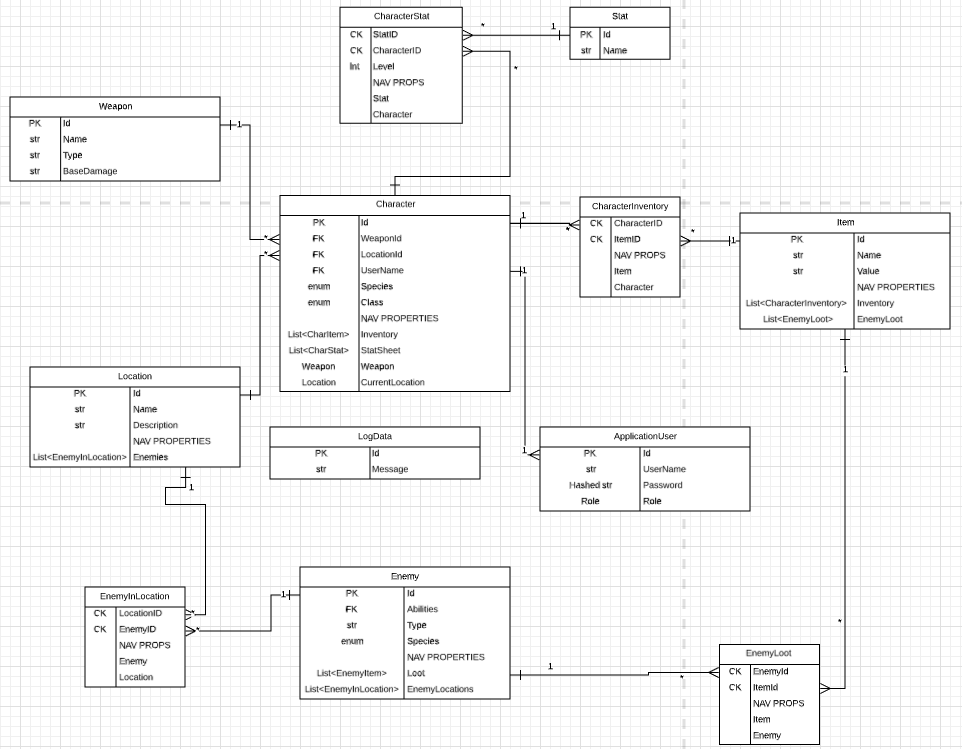 CharacterStat
CK StatID
CK CharacterID
Int Level
NAV PROPS
Stat
Character
* 1
*
Stat
PK Id
str Name
Weapon
PK Id
str Name
str Type
str BaseDamage
1
*
*
Character
PK Id
FK WeaponId
FK LocationId
FK UserName
enum Species
enum Class
NAV PROPERTIES
List<CharItem> Inventory
List<CharStat> StatSheet
Weapon Weapon
Location CurrentLocation
1
*
1
CharacterInventory
CK CharacterID
CK ItemID
NAV PROPS
Item
Character
* 1
Item
PK Id
str Name
str Value
NAV PROPERTIES
List<CharacterInventory> Inventory
List<EnemyLoot> EnemyLoot
1
Location
PK Id
str Name
str Description
NAV PROPERTIES
List<EnemyInLocation> Enemies
1
LogData
PK Id
str Message
1
ApplicationUser
PK Id
str UserName
Hashed str Password
Role Role
EnemyInLocation
CK LocationID
CK EnemyID
NAV PROPS
Enemy
Location
*
*
1
Enemy
PK Id
FK Abilities
str Type
enum Species
NAV PROPERTIES
List<EnemyItem> Loot
List<EnemyInLocation> EnemyLocations
1
*
*
EnemyLoot
CK EnemyId
CK ItemId
NAV PROPS
Item
Enemy